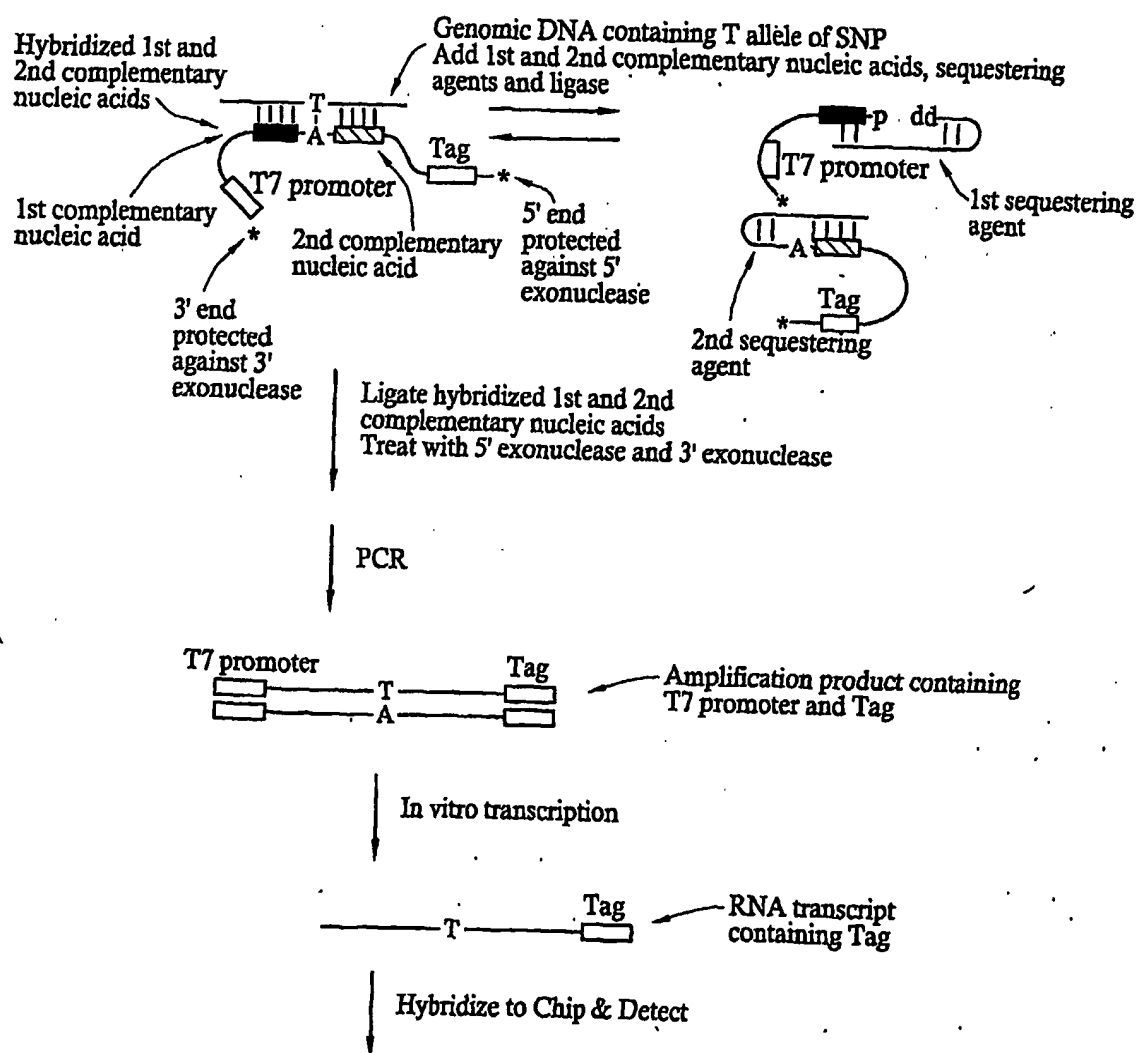 Hybridized 1st and
2nd complementary
nucleic acids
Genomic DNA containing T allele of SNP
Add 1st and 2nd complementary nucleic acids, sequestering
agents and ligase
T
A
Tag
*
T7 promoter
*
1st complementary
nucleic acid
2nd complementary
nucleic acid
5' end
protected
against 5'
exonuclease
3' end
protected
against 3'
exonuclease
p dd
T7 promoter
*
1st sequestering
agent
A
Tag
*
2nd sequestering
agent
Ligate hybridized 1st and 2nd
complementary nucleic acids
Treat with 5' exonuclease and 3' exonuclease
PCR
T7 promoter
Tag
T
A
Amplification product containing
T7 promoter and Tag
In vitro transcription
Tag
T
RNA transcript
containing Tag
Hybridize to Chip & Detect